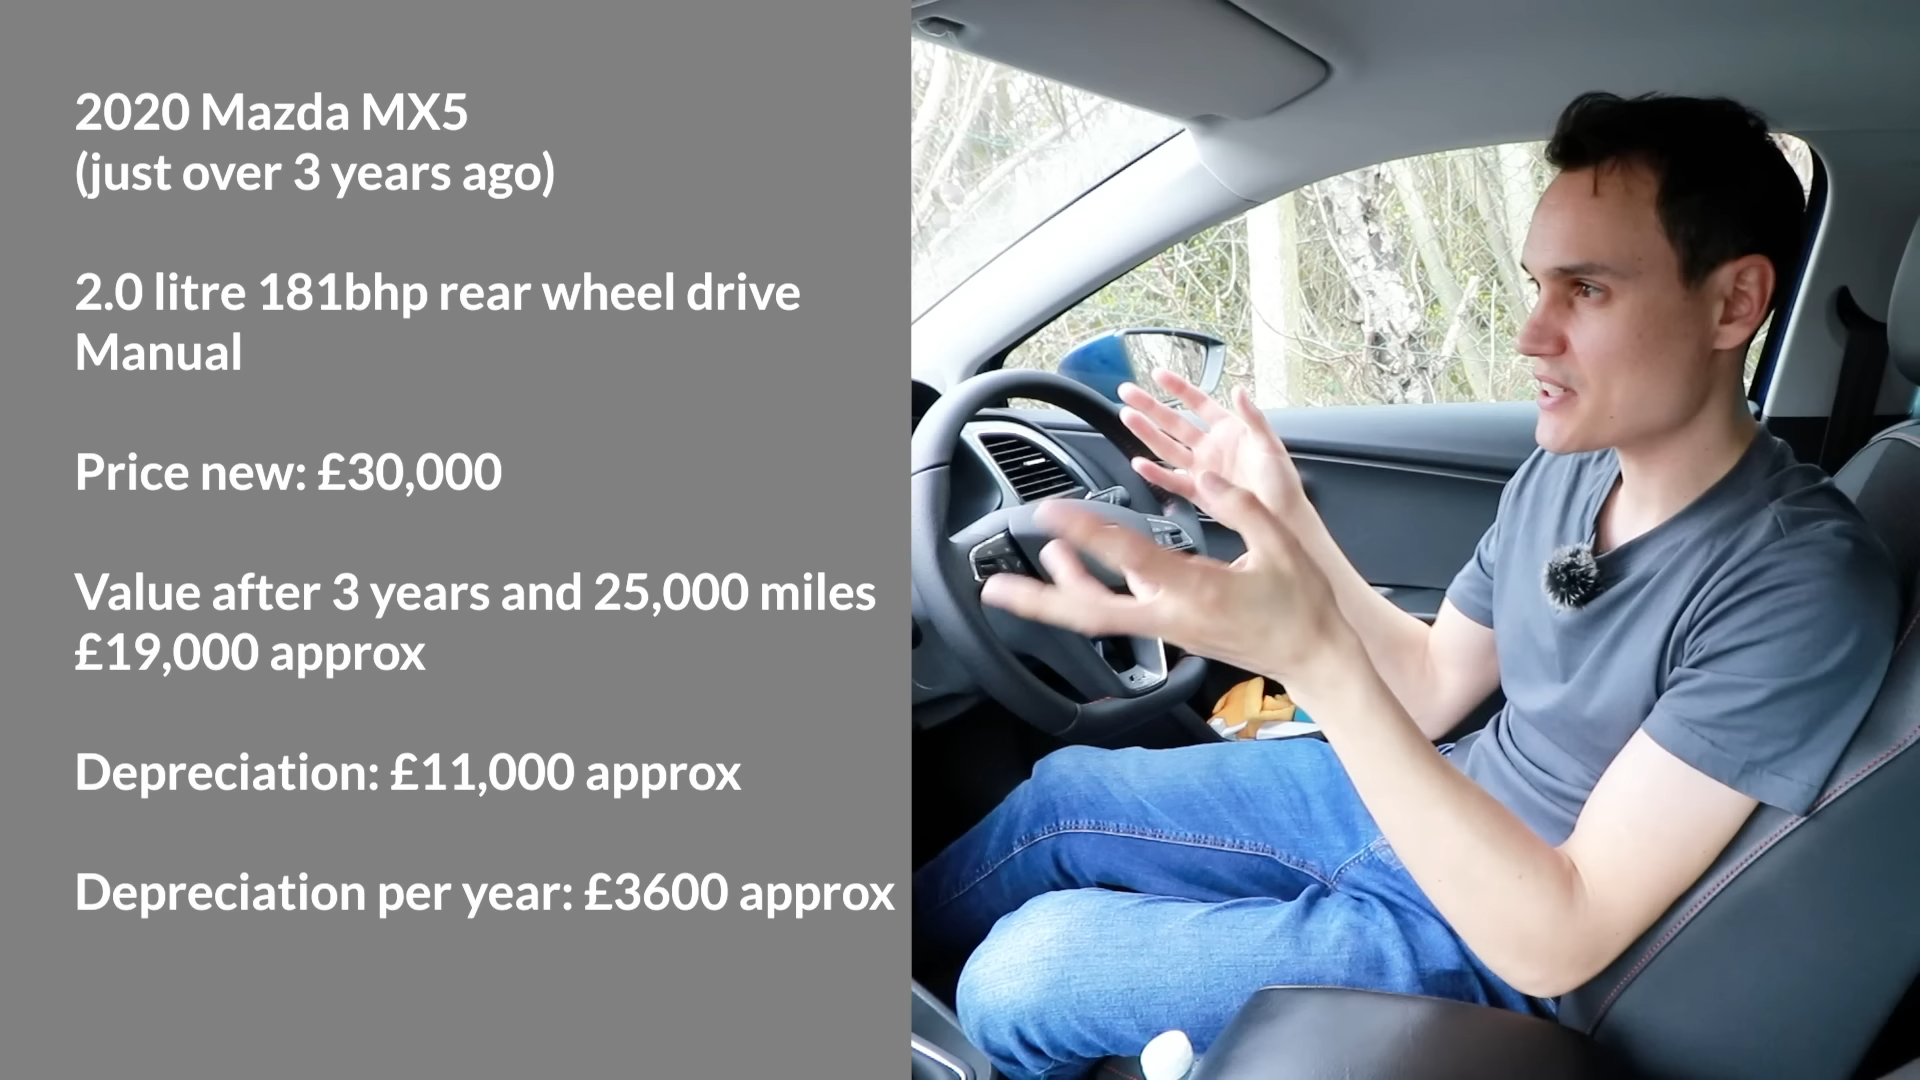 2020 Mazda MX5
(just over 3 years ago)
2.0 litre 181bhp rear wheel drive
Manual
Price new: £30,000
Value after 3 years and 25,000 miles
£19,000 approx
Depreciation: £11,000 approx
Depreciation per year: £3600 approx